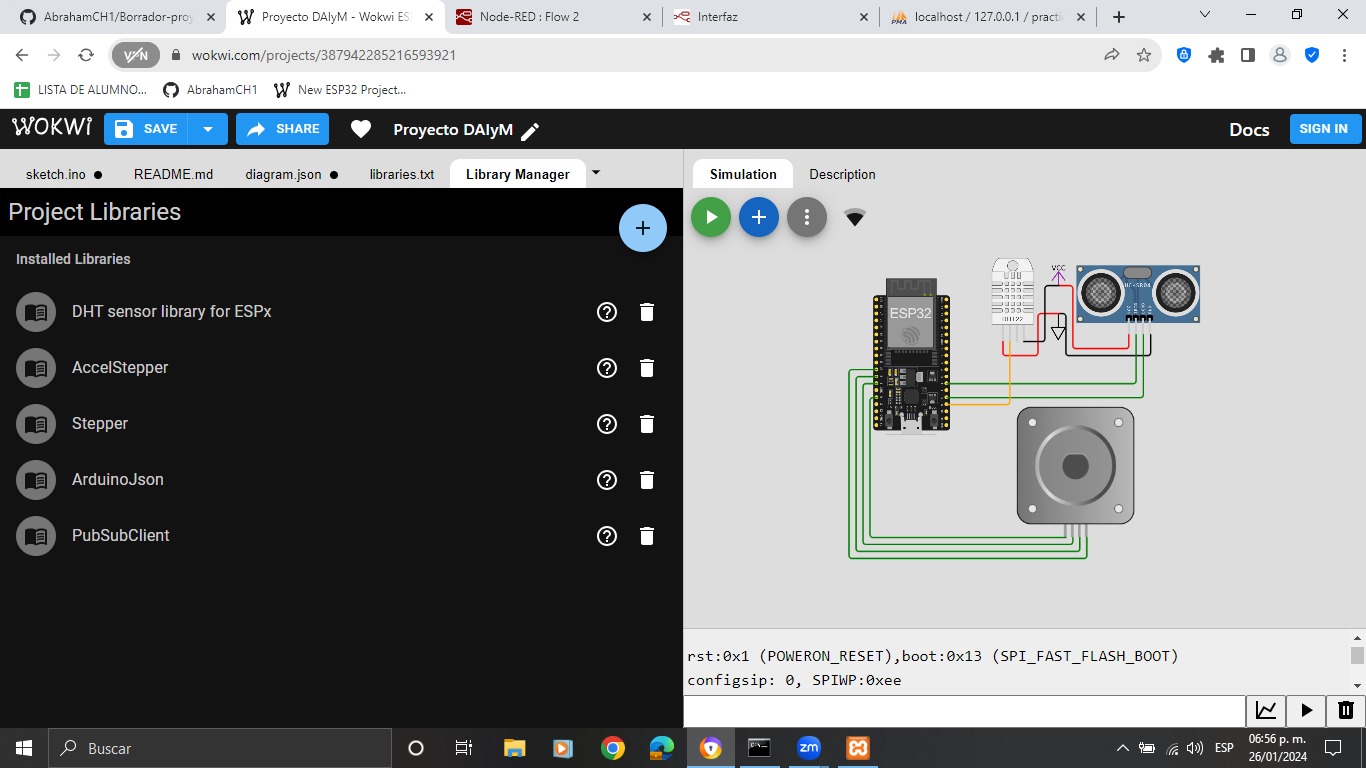 AbrahamCH1/Borrador-proy
Proyecto DAIyM - Wokwi ES
Node-RED : Flow 2
Interfaz
localhost / 127.0.0.1 / practi
VPN
wokwi.com/projects/387942285216593921
LISTA DE ALUMNO...
AbrahamCH1
New ESP32 Project...
WOKWi
SAVE
SHARE
Proyecto DAIyM
Docs
SIGN IN
sketch.ino
README.md
diagram.json
libraries.txt
Library Manager
Simulation
Description
Project Libraries
Installed Libraries
DHT sensor library for ESPx
AccelStepper
Stepper
ArduinoJson
PubSubClient
VCC
HC-SR04
ESP32
DHT22
rst:0x1 (POWERON_RESET),boot:0x13 (SPI_FAST_FLASH_BOOT)
configsip: 0, SPIWP:0xee
Buscar
zm
ESP
06:56 p. m.
26/01/2024